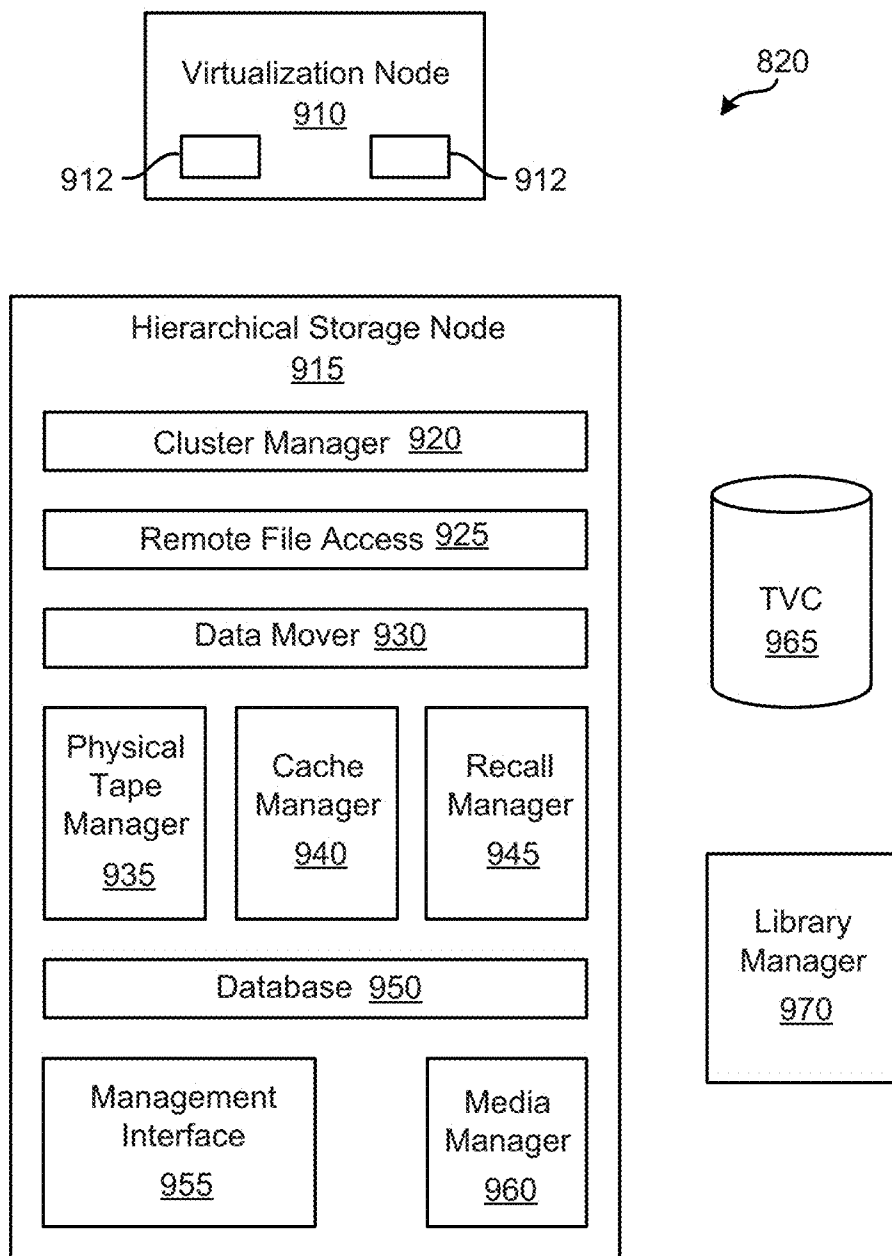 Virtualization Node
910
912
912
820
Hierarchical Storage Node
915
Cluster Manager 920
Remote File Access 925
Data Mover 930
Physical
Tape
Manager
935
Cache
Manager
940
Recall
Manager
945
Database 950
Management
Interface
955
Media
Manager
960
TVC
965
Library
Manager
970